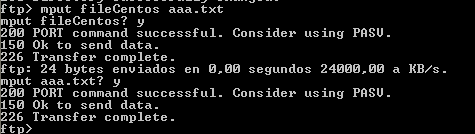 ftp> mput fileCentos aaa.txt
mput fileCentos? y
200 PORT command successful. Consider using PASV.
150 Ok to send data.
226 Transfer complete.
ftp: 24 bytes enviados en 0,00 segundos 24000,00 a KB/s.
mput aaa.txt? y
200 PORT command successful. Consider using PASV.
150 Ok to send data.
226 Transfer complete.
ftp>